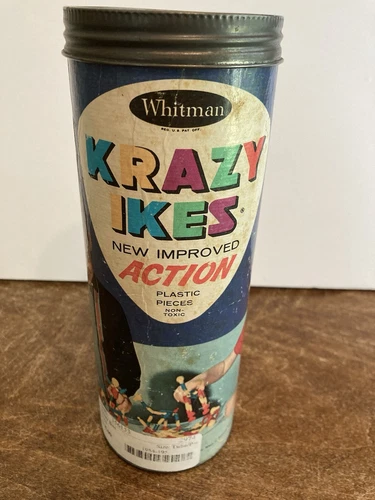 Whitman
REG. U.S. PAT. OFF.
KRAZY
IKES®
NEW IMPROVED
ACTION
PLASTIC
PIECES
NON-
TOXIC